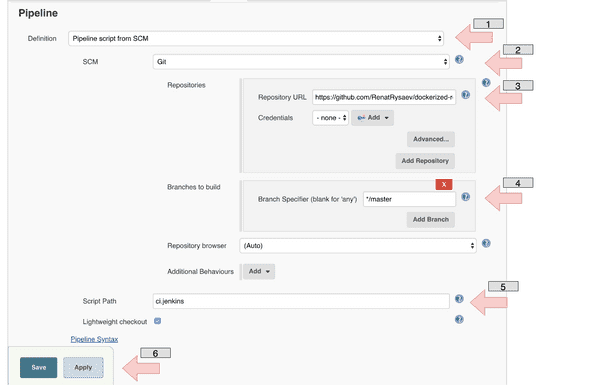 Pipeline
1
Definition Pipeline script from SCM
2
SCM Git
Repositories
3
Repository URL https://github.com/RenatRysaev/dockerized-r
Credentials - none - Add
Advanced...
Add Repository
X
4
Branches to build
Branch Specifier (blank for 'any') */master
Add Branch
Repository browser (Auto)
Additional Behaviours Add
5
Script Path ci.jenkins
Lightweight checkout
Pipeline Syntax
6
Save Apply